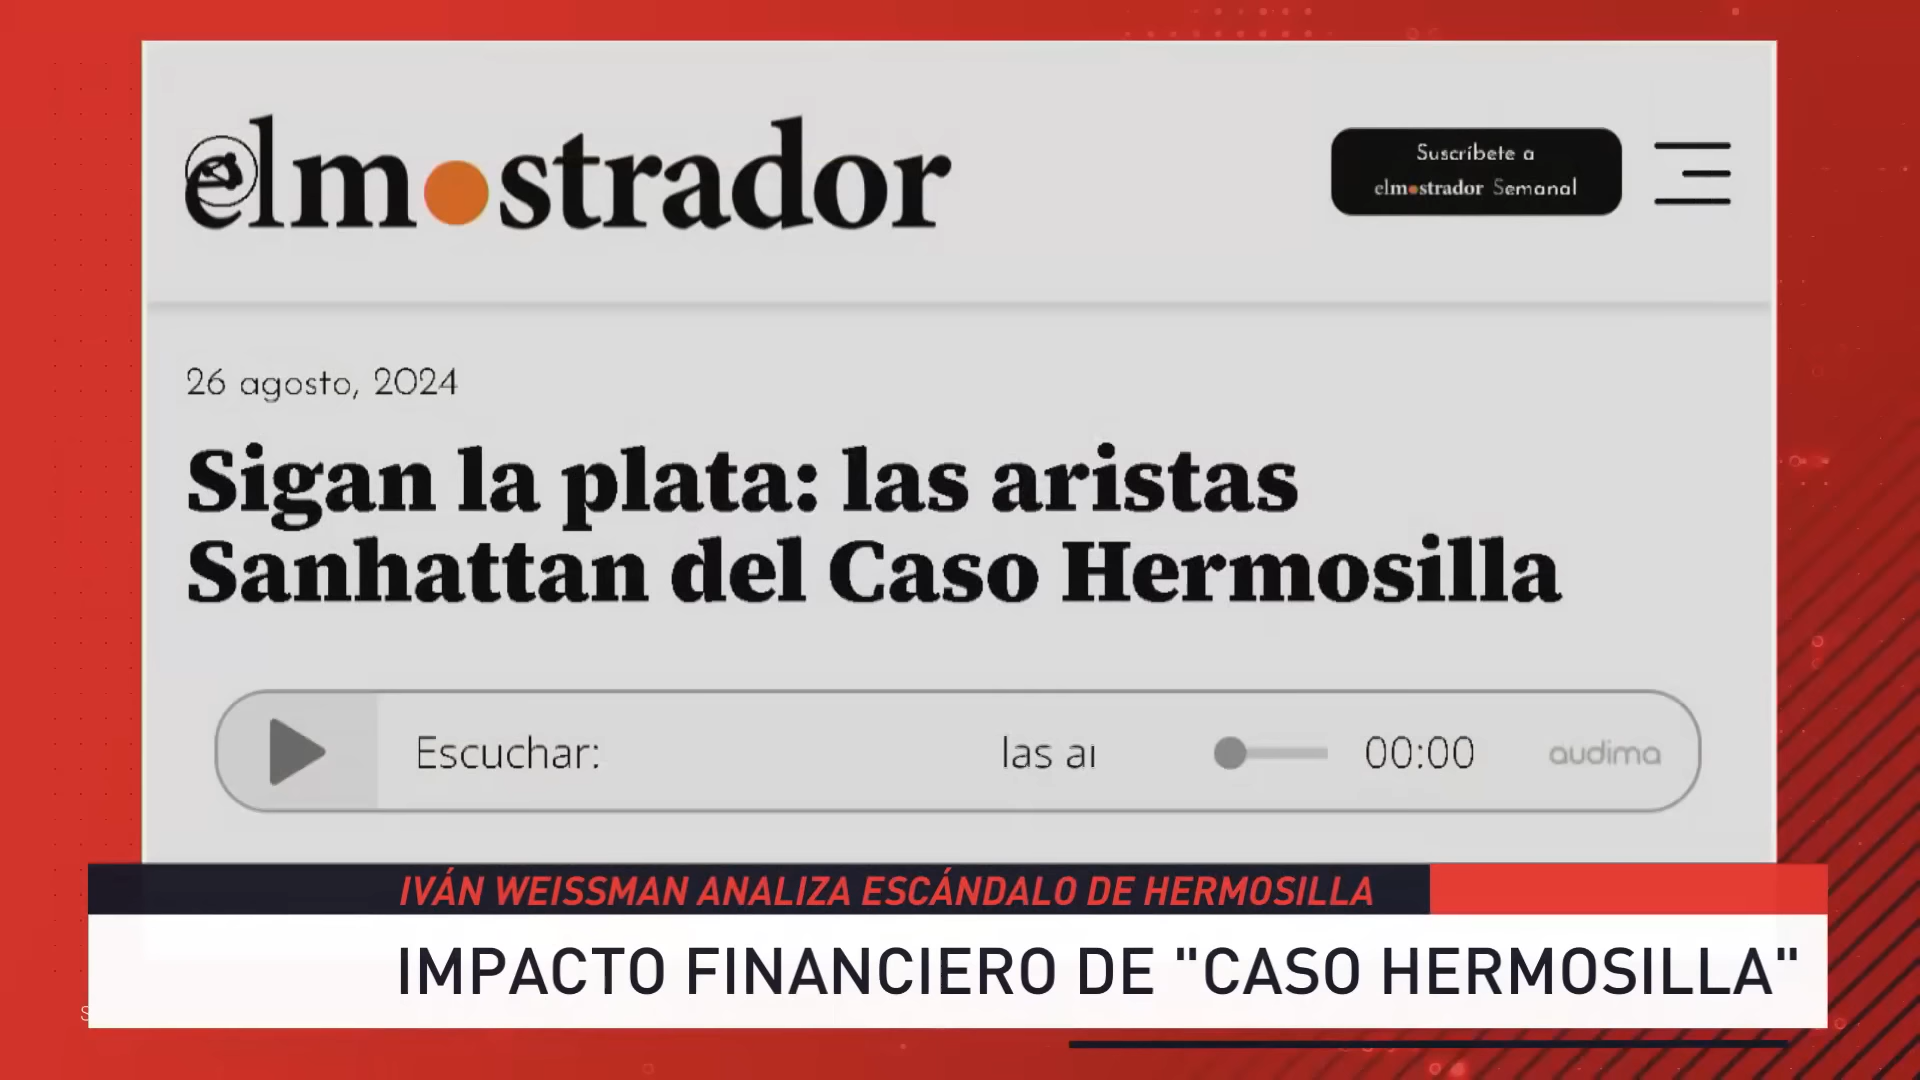 elmostrador
Suscríbete a
elmostrador Semanal
26 agosto, 2024
Sigan la plata: las aristas
Sanhattan del Caso Hermosilla
Escuchar: las 00:00 audima
IVÁN WEISSMAN ANALIZA ESCÁNDALO DE HERMOSILLA
IMPACTO FINANCIERO DE "CASO HERMOSILLA"